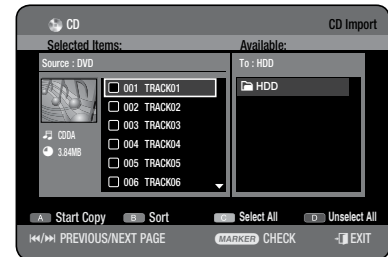 CD CD Import
Selected Items: Available:
Source : DVD To : HDD
001 TRACK01 HDD
002 TRACK02
003 TRACK03
CDDA 004 TRACK04
3.84MB 005 TRACK05
006 TRACK06
A Start Copy B Sort C Select All D Unselect All
PREVIOUS/NEXT PAGE MARKER CHECK EXIT